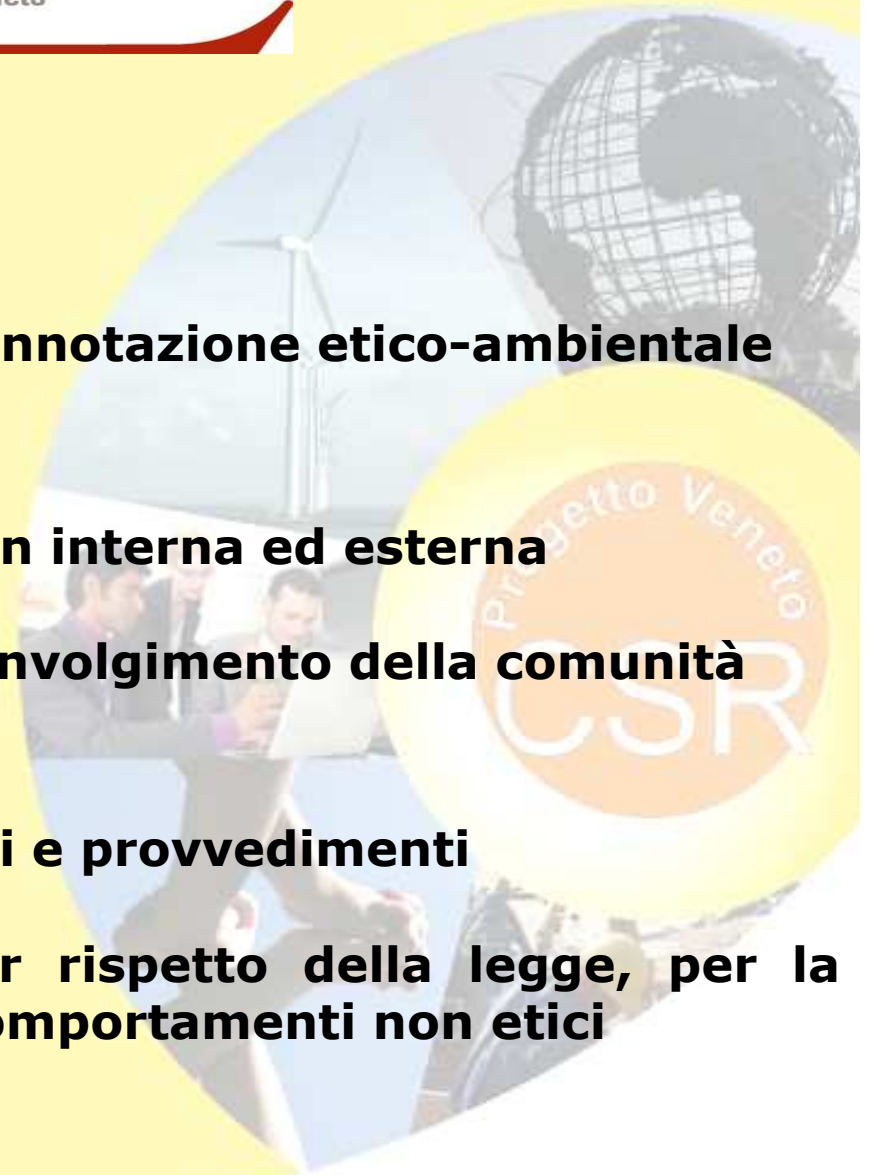 nnotazione etico-ambientale
n interna ed esterna
Progetto Veneto
CSR
nvolgimento della comunità
i e provvedimenti
r rispetto della legge, per la
omportamenti non etici